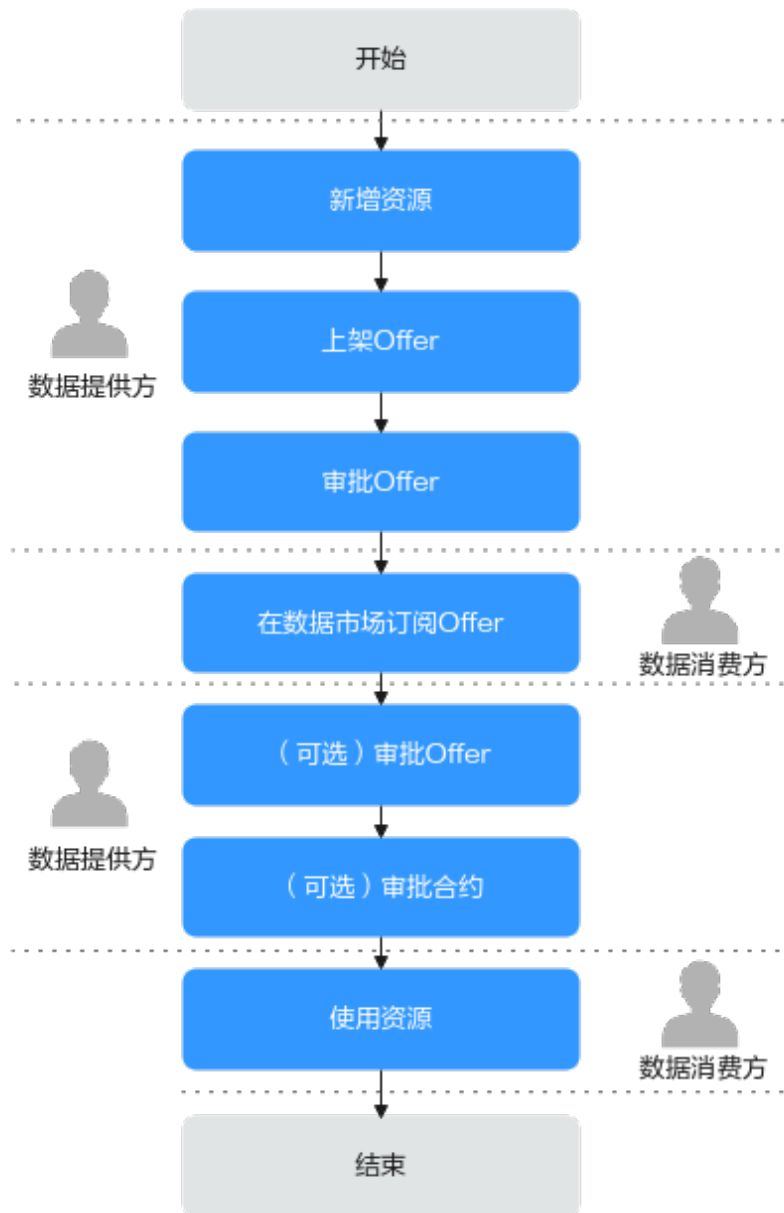 开始
新增资源
上架Offer
数据提供方
审批Offer
在数据市场订阅Offer
数据消费方
（可选）审批Offer
数据提供方
（可选）审批合约
使用资源
数据消费方
结束